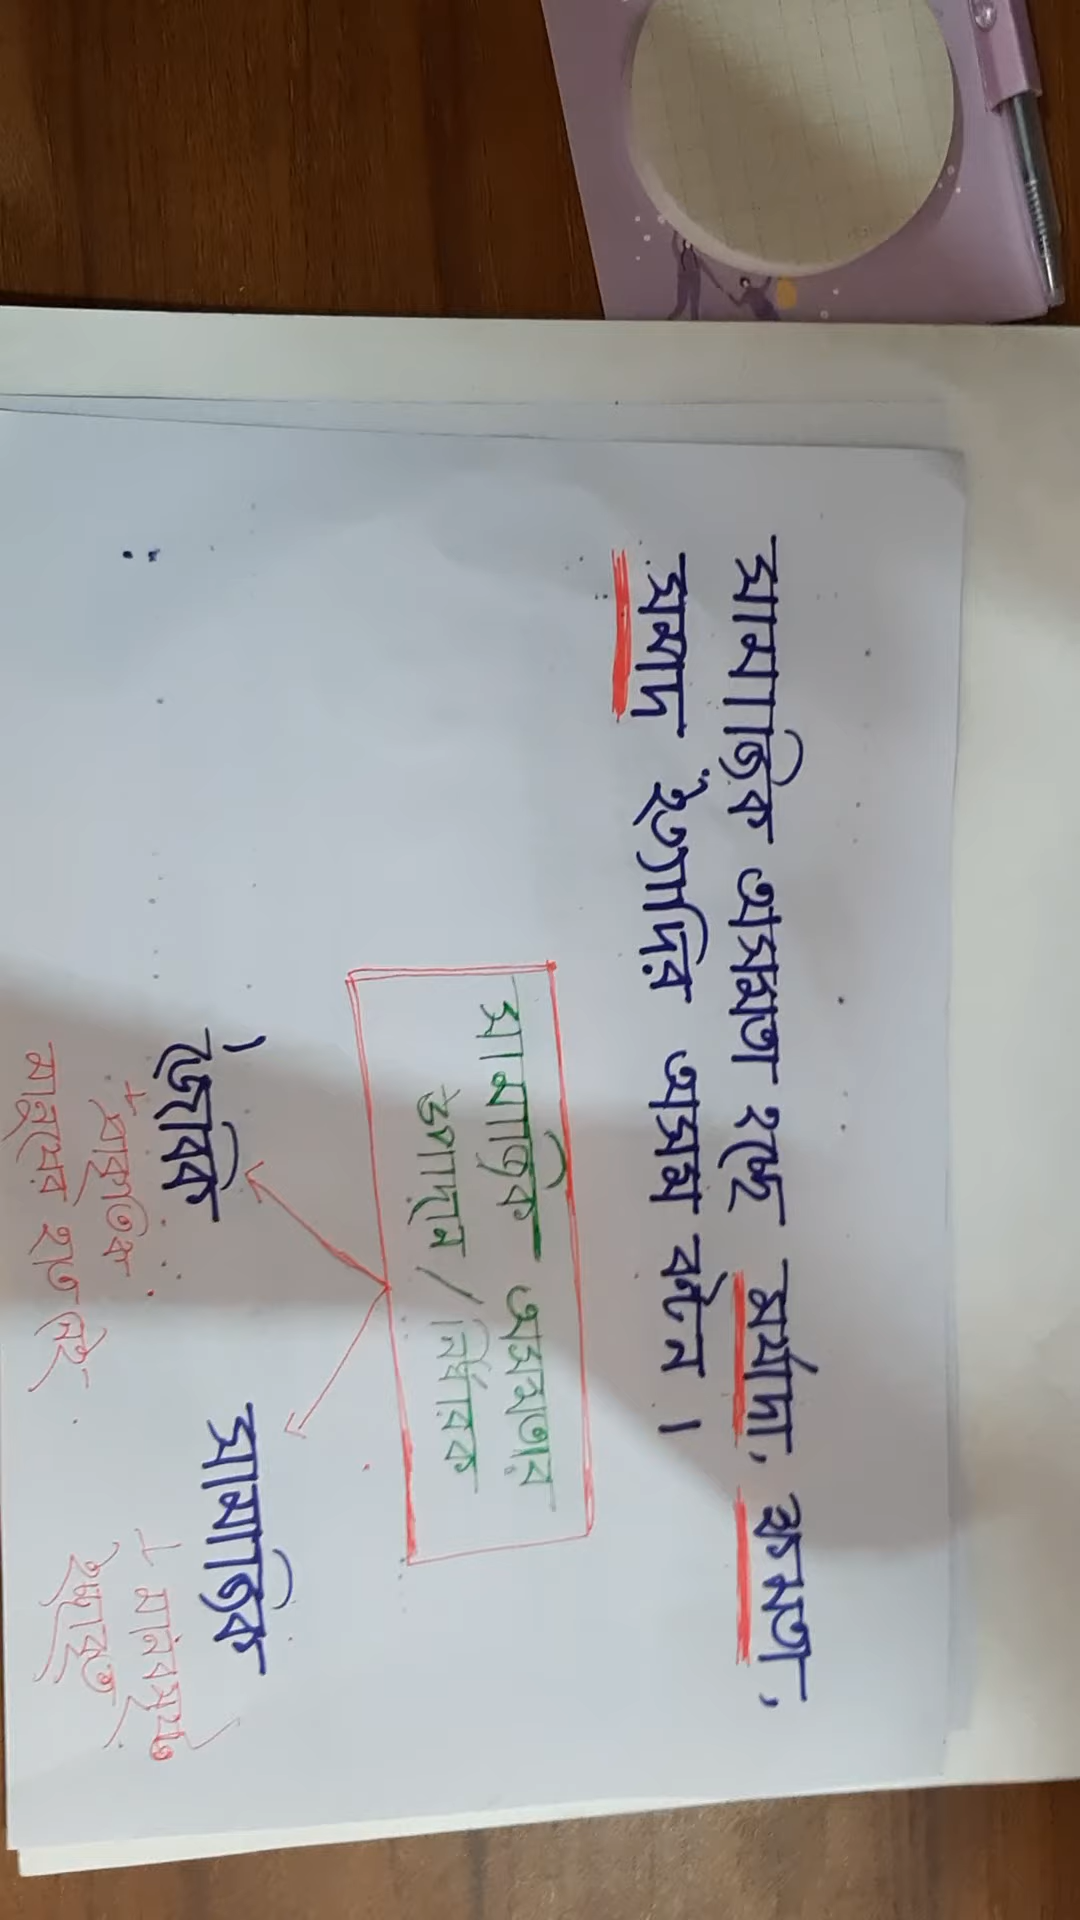 সামাজিক অসমতা হচ্ছে মর্যাদা, ক্ষমতা,
সম্পদ ইত্যাদির অসম বন্টন ।
সামাজিক অসমতার
উপাদান / নির্ধারক
জৈবিক
প্রাকৃতিক
মানুষের হাত নেই
সামাজিক
মানবসৃষ্ট